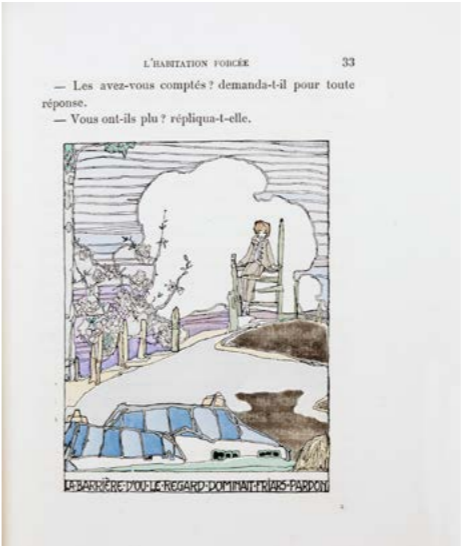 L'HABITATION FORCÉE 33
— Les avez-vous comptés ? demanda-t-il pour toute
réponse.
— Vous ont-ils plu ? répliqua-t-elle.
LA·BARRIÈRE·D'OU·LE·REGARD·DOMINAIT·FRIARS·PARDON